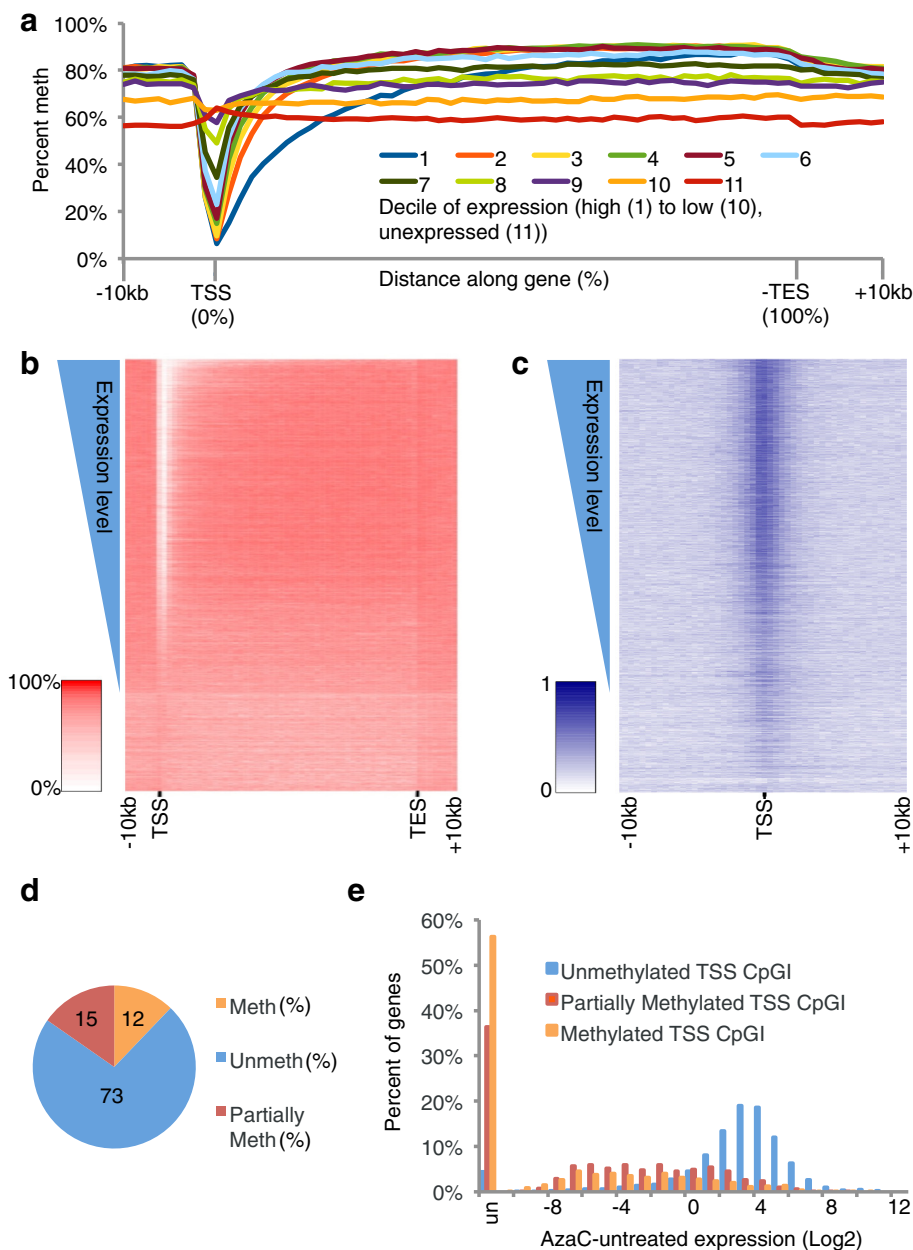 a
100%
80%
60%
40%
20%
0%
Percent meth
1 2 3 4 5 6
7 8 9 10 11
Decile of expression (high (1) to low (10),
unexpressed (11))
-10kb
TSS
(0%)
Distance along gene (%)
-TES
(100%)
+10kb
b
Expression level
100%
0%
-10kb
TSS
TES
+10kb
c
Expression level
1
0
-10kb
TSS
+10kb
d
15
12
73
Meth (%)
Unmeth (%)
Partially
Meth (%)
e
60%
50%
40%
30%
20%
10%
0%
Percent of genes
Unmethylated TSS CpGI
Partially Methylated TSS CpGI
Methylated TSS CpGI
un -8 -4 0 4 8 12
AzaC-untreated expression (Log2)